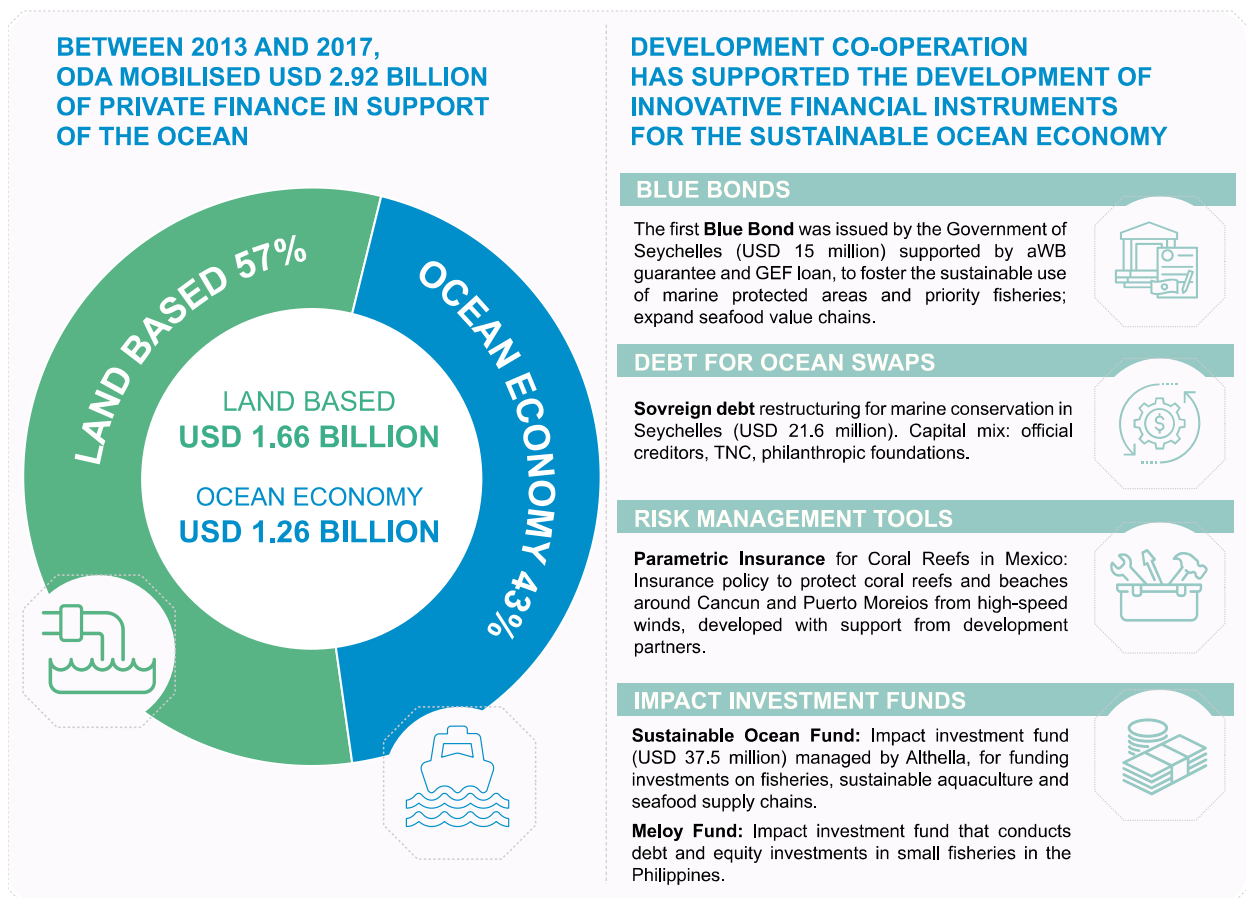 BETWEEN 2013 AND 2017,
ODA MOBILISED USD 2.92 BILLION
OF PRIVATE FINANCE IN SUPPORT
OF THE OCEAN
LAND BASED 57%
OCEAN ECONOMY 43%
LAND BASED
USD 1.66 BILLION
OCEAN ECONOMY
USD 1.26 BILLION
DEVELOPMENT CO-OPERATION
HAS SUPPORTED THE DEVELOPMENT OF
INNOVATIVE FINANCIAL INSTRUMENTS
FOR THE SUSTAINABLE OCEAN ECONOMY
BLUE BONDS
The first Blue Bond was issued by the Government of
Seychelles (USD 15 million) supported by aWB
guarantee and GEF loan, to foster the sustainable use
of marine protected areas and priority fisheries;
expand seafood value chains.
DEBT FOR OCEAN SWAPS
Sovreign debt restructuring for marine conservation in
Seychelles (USD 21.6 million). Capital mix: official
creditors, TNC, philanthropic foundations.
RISK MANAGEMENT TOOLS
Parametric Insurance for Coral Reefs in Mexico:
Insurance policy to protect coral reefs and beaches
around Cancun and Puerto Moreios from high-speed
winds, developed with support from development
partners.
IMPACT INVESTMENT FUNDS
Sustainable Ocean Fund: Impact investment fund
(USD 37.5 million) managed by Althella, for funding
investments on fisheries, sustainable aquaculture and
seafood supply chains.
Meloy Fund: Impact investment fund that conducts
debt and equity investments in small fisheries in the
Philippines.